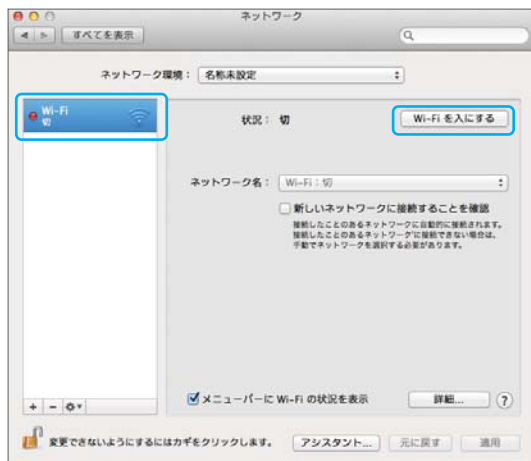 ネットワーク
すべてを表示
ネットワーク環境： 名称未設定
Wi-Fi
切
状況： 切
Wi-Fi を入にする
ネットワーク名： Wi-Fi：切
新しいネットワークに接続することを確認
接続したことのあるネットワークに自動的に接続されます。
接続したことのあるネットワークに接続できない場合は、
手動でネットワークを選択する必要があります。
メニューバーに Wi-Fi の状況を表示
詳細...
?
+ −
変更できないようにするにはカギをクリックします。
アシスタント...
元に戻す
適用